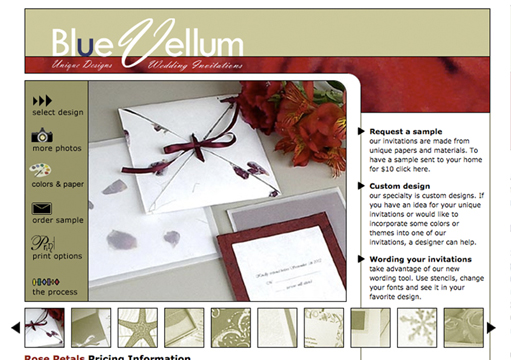 Blue Vellum
Unique Designs Wedding Invitations
select design
more photos
colors & paper
order sample
print options
the process
Request a sample
our invitations are made from
unique papers and materials. To
have a sample sent to your home
for $10 click here.
Custom design
our specialty is custom designs. If
you have an idea for your unique
invitations or would like to
incorporate some colors or
themes into one of our
invitations, a designer can help.
Wording your invitations
take advantage of our new
wording tool. Use stencils, change
your fonts and see it in your
favorite design.
Rose Petals Pricing Information